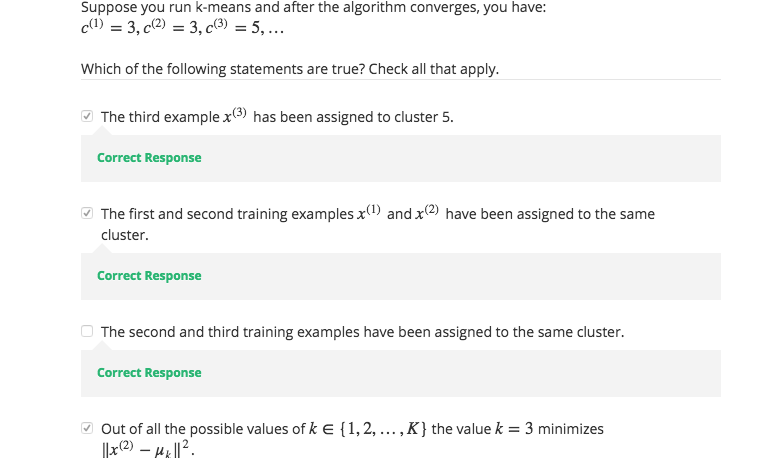 Suppose you run k-means and after the algorithm converges, you have:
c⁽¹⁾ = 3, c⁽²⁾ = 3, c⁽³⁾ = 5, …
Which of the following statements are true? Check all that apply.
The third example x⁽³⁾ has been assigned to cluster 5.
Correct Response
The first and second training examples x⁽¹⁾ and x⁽²⁾ have been assigned to the same
cluster.
Correct Response
The second and third training examples have been assigned to the same cluster.
Correct Response
Out of all the possible values of k ∈ {1, 2, … , K} the value k = 3 minimizes
‖x⁽²⁾ − μₖ‖².